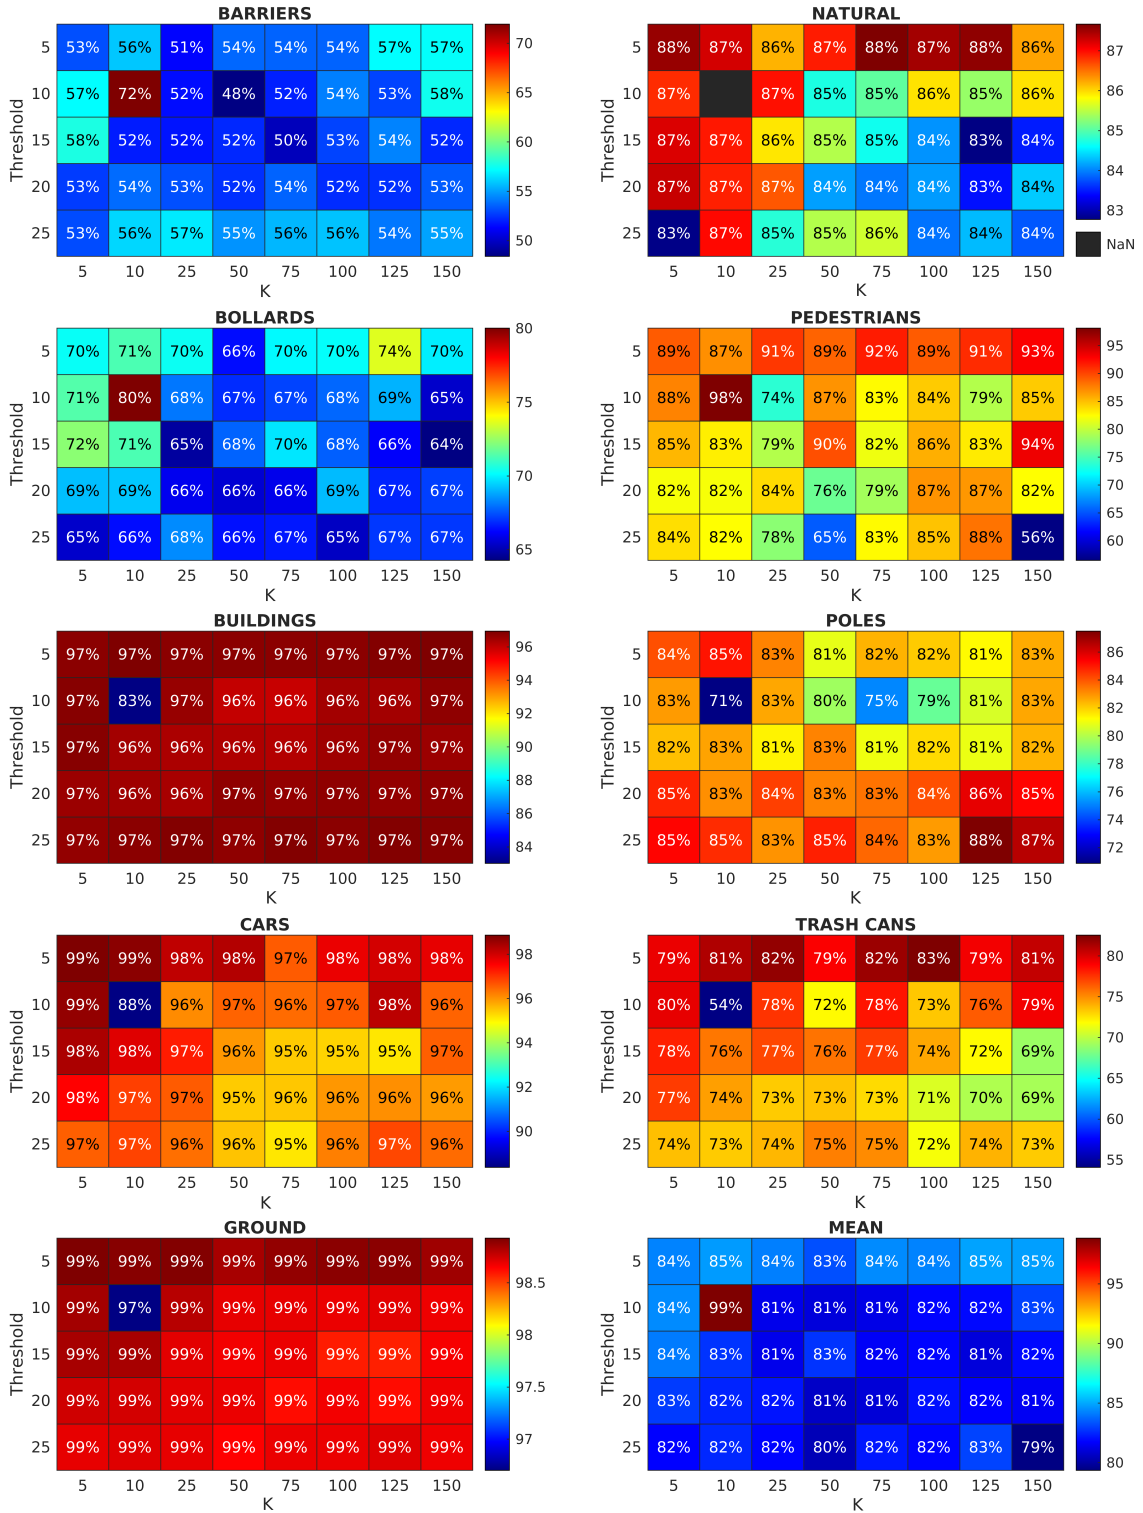 BARRIERS
5 53% 56% 51% 54% 54% 54% 57% 57%
10 57% 72% 52% 48% 52% 54% 53% 58%
15 58% 52% 52% 52% 50% 53% 54% 52%
20 53% 54% 53% 52% 54% 52% 52% 53%
25 53% 56% 57% 55% 56% 56% 54% 55%
5 10 25 50 75 100 125 150
K
Threshold
70
65
60
55
50
NATURAL
5 88% 87% 86% 87% 88% 87% 88% 86%
10 87% 87% 85% 85% 86% 85% 86%
15 87% 87% 86% 85% 85% 84% 83% 84%
20 87% 87% 87% 84% 84% 84% 83% 84%
25 83% 87% 85% 85% 86% 84% 84% 84%
5 10 25 50 75 100 125 150
K
Threshold
87
86
85
84
83
NaN
BOLLARDS
5 70% 71% 70% 66% 70% 70% 74% 70%
10 71% 80% 68% 67% 67% 68% 69% 65%
15 72% 71% 65% 68% 70% 68% 66% 64%
20 69% 69% 66% 66% 66% 69% 67% 67%
25 65% 66% 68% 66% 67% 65% 67% 67%
5 10 25 50 75 100 125 150
K
Threshold
80
75
70
65
PEDESTRIANS
5 89% 87% 91% 89% 92% 89% 91% 93%
10 88% 98% 74% 87% 83% 84% 79% 85%
15 85% 83% 79% 90% 82% 86% 83% 94%
20 82% 82% 84% 76% 79% 87% 87% 82%
25 84% 82% 78% 65% 83% 85% 88% 56%
5 10 25 50 75 100 125 150
K
Threshold
95
90
85
80
75
70
65
60
BUILDINGS
5 97% 97% 97% 97% 97% 97% 97% 97%
10 97% 83% 97% 96% 96% 96% 96% 97%
15 97% 96% 96% 96% 96% 96% 97% 97%
20 97% 96% 96% 97% 97% 97% 97% 97%
25 97% 97% 97% 97% 97% 97% 97% 97%
5 10 25 50 75 100 125 150
K
Threshold
96
94
92
90
88
86
84
POLES
5 84% 85% 83% 81% 82% 82% 81% 83%
10 83% 71% 83% 80% 75% 79% 81% 83%
15 82% 83% 81% 83% 81% 82% 81% 82%
20 85% 83% 84% 83% 83% 84% 86% 85%
25 85% 85% 83% 85% 84% 83% 88% 87%
5 10 25 50 75 100 125 150
K
Threshold
86
84
82
80
78
76
74
72
CARS
5 99% 99% 98% 98% 97% 98% 98% 98%
10 99% 88% 96% 97% 96% 97% 98% 96%
15 98% 98% 97% 96% 95% 95% 95% 97%
20 98% 97% 97% 95% 96% 96% 96% 96%
25 97% 97% 96% 96% 95% 96% 97% 96%
5 10 25 50 75 100 125 150
K
Threshold
98
96
94
92
90
TRASH CANS
5 79% 81% 82% 79% 82% 83% 79% 81%
10 80% 54% 78% 72% 78% 73% 76% 79%
15 78% 76% 77% 76% 77% 74% 72% 69%
20 77% 74% 73% 73% 73% 71% 70% 69%
25 74% 73% 74% 75% 75% 72% 74% 73%
5 10 25 50 75 100 125 150
K
Threshold
80
75
70
65
60
55
GROUND
5 99% 99% 99% 99% 99% 99% 99% 99%
10 99% 97% 99% 99% 99% 99% 99% 99%
15 99% 99% 99% 99% 99% 99% 99% 99%
20 99% 99% 99% 99% 99% 99% 99% 99%
25 99% 99% 99% 99% 99% 99% 99% 99%
5 10 25 50 75 100 125 150
K
Threshold
98.5
98
97.5
97
MEAN
5 84% 85% 84% 83% 84% 84% 85% 85%
10 84% 99% 81% 81% 81% 82% 82% 83%
15 84% 83% 81% 83% 82% 82% 81% 82%
20 83% 82% 82% 81% 81% 82% 82% 81%
25 82% 82% 82% 80% 82% 82% 83% 79%
5 10 25 50 75 100 125 150
K
Threshold
95
90
85
80